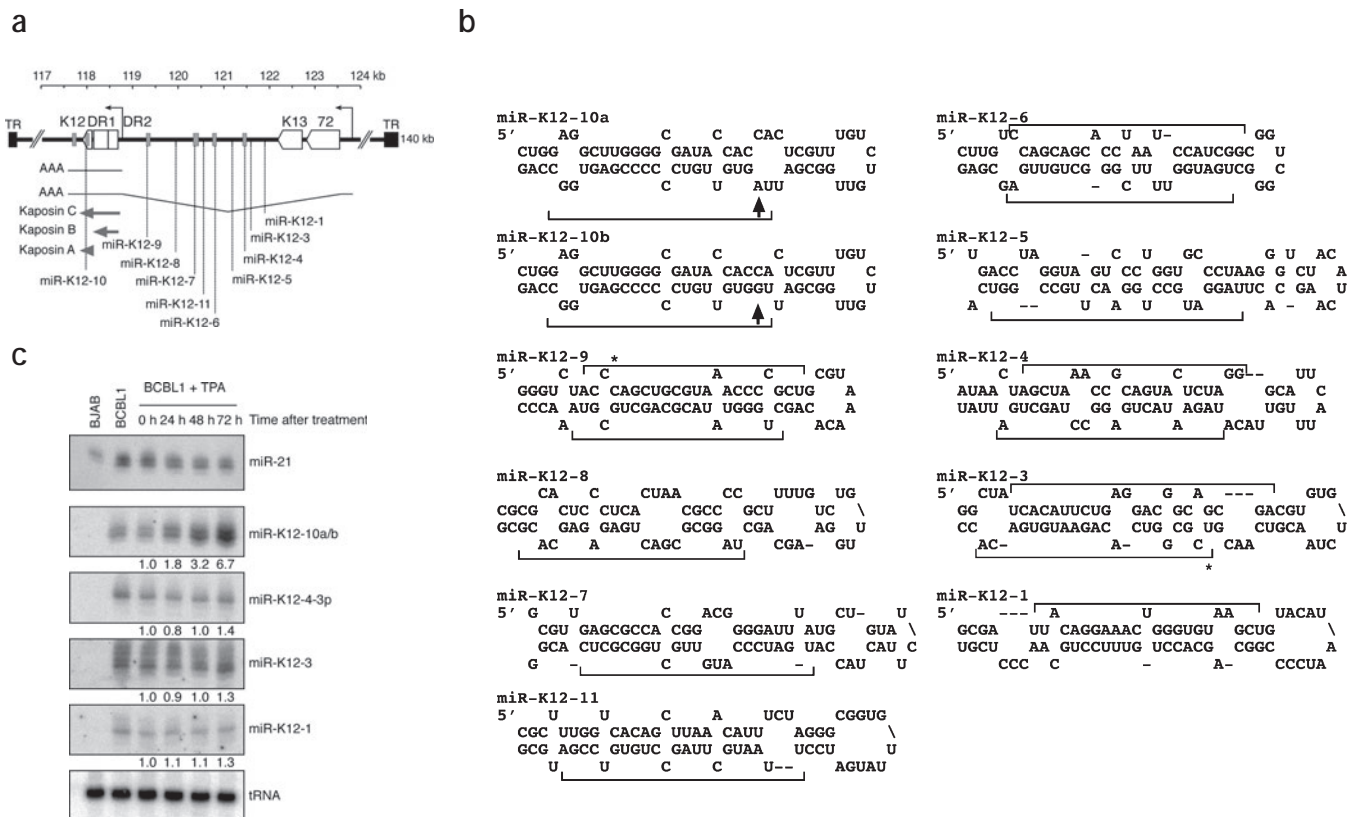 a
117 118 119 120 121 122 123 124 kb
TR K12 DR1 DR2 K13 72 TR
140 kb
AAA
AAA
Kaposin C
Kaposin B
Kaposin A
miR-K12-10
miR-K12-9
miR-K12-8
miR-K12-7
miR-K12-11
miR-K12-6
miR-K12-1
miR-K12-3
miR-K12-4
miR-K12-5
b
miR-K12-10a
5′ AG C C CAC UGU
CUGG GCUUGGGGG GAUA CAC UCGUU C
GACC UGAGCCCC CUGU GUG AGCGG U
GG C U AUU UUG
miR-K12-10b
5′ AG C C C UGU
CUGG GCUUGGGG GAUA CACCA UCGUU C
GACC UGAGCCCC CUGU GUGGU AGCGG U
GG C U U UUG
miR-K12-9
*
5′ C C A C CGU
GGGU UAC CAGCUGCGUA ACCC GCUG A
CCCA AUG GUCGACGCAU UGGG CGAC A
A C A U ACA
miR-K12-8
CA C CUAA CC UUUG UG
CGCG CUC CUCA CGCC GCU UC \
GCGC GAG GAGU GCGG CGA AG U
AC A CAGC AU CGA- GU
miR-K12-7
5′ G U C ACG U CU- U
CGU GAGCGCCA CGG GGGAUU AUG GUA \
GCA CUCGCGGU GUU CCCUAG UAC CAU C
G - C GUA - CAU U
miR-K12-11
5′ U U C A UCU CGGUG
CGC UUGG CACAG UUAA CAUU AGGG \
GCG AGCC GUGUC GAUU GUAA UCCU U
U U C C U-- AGUAU
miR-K12-6
5′ UC A U U- GG
CUUG CAGCAGC CC AA CCAUCGGC U
GAGC GUUGUCG GG UU GGUAGUCG C
GA - C UU GG
miR-K12-5
5′ U UA - C U GC G U AC
GACC GGUA GU CC GGU CCUAAG G CU A
CUGG CCGU CA GG CCG GGAUUC C GA U
A -- U A U UA A - AC
miR-K12-4
5′ C AA G C GG-- UU
AUAA UAGCUA CC CAGUA UCUA GCA C
UAUU GUCGAU GG GUCAU AGAU UGU A
A CC A A ACAU UU
miR-K12-3
5′ CUA AG G A --- GUG
GG UCACAUUCUG GAC GC GC GACGU \
CC AGUGUAAGAC CUG CG UG CUGCA U
AC- A- G C CAA AUC
*
miR-K12-1
5′ --- A U AA UACAU
GCGA UU CAGGAAAC GGGUGU GCUG \
UGCU AA GUCCUUUG UCCACG CGGC A
CCC C - A- CCCUA
c
BJAB
BCBL1
BCBL1 + TPA
0 h 24 h 48 h 72 h Time after treatment
miR-21
miR-K12-10a/b
1.0 1.8 3.2 6.7
miR-K12-4-3p
1.0 0.8 1.0 1.4
miR-K12-3
1.0 0.9 1.0 1.3
miR-K12-1
1.0 1.1 1.1 1.3
tRNA